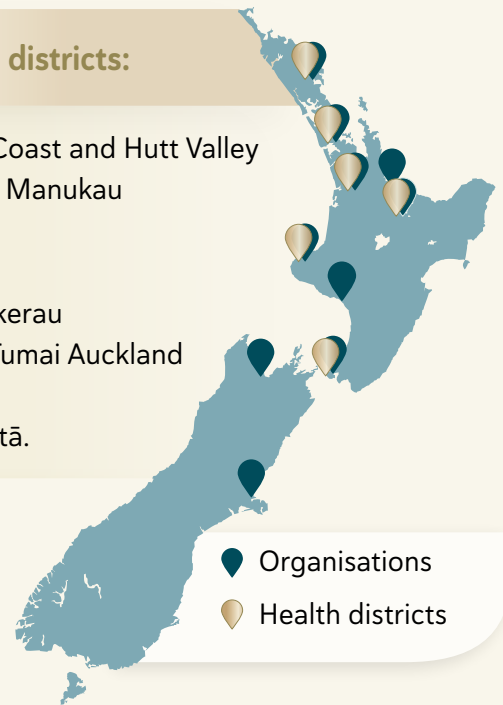 districts:
Coast and Hutt Valley
Manukau
kerau
Tumai Auckland
tā.
Organisations
Health districts